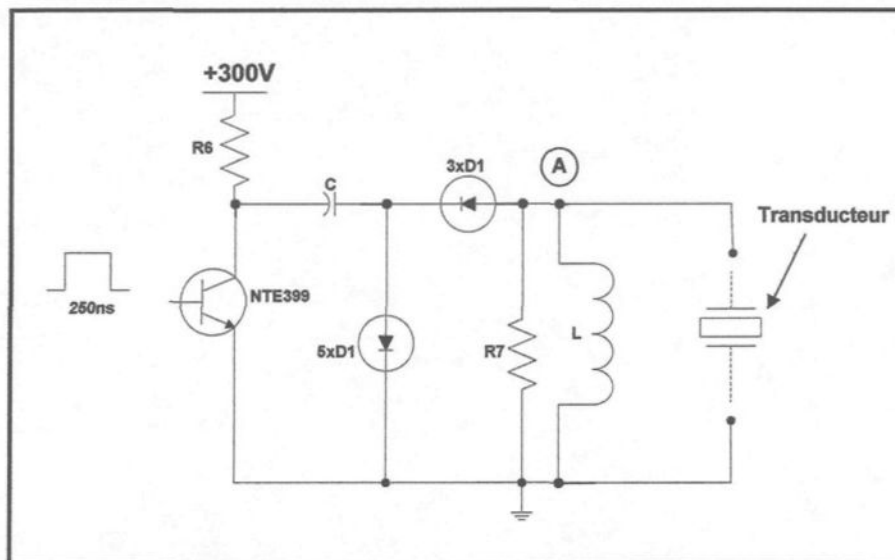 +300V
R6
C
3xD1
A
Transducteur
250ns
NTE399
5xD1
R7
L